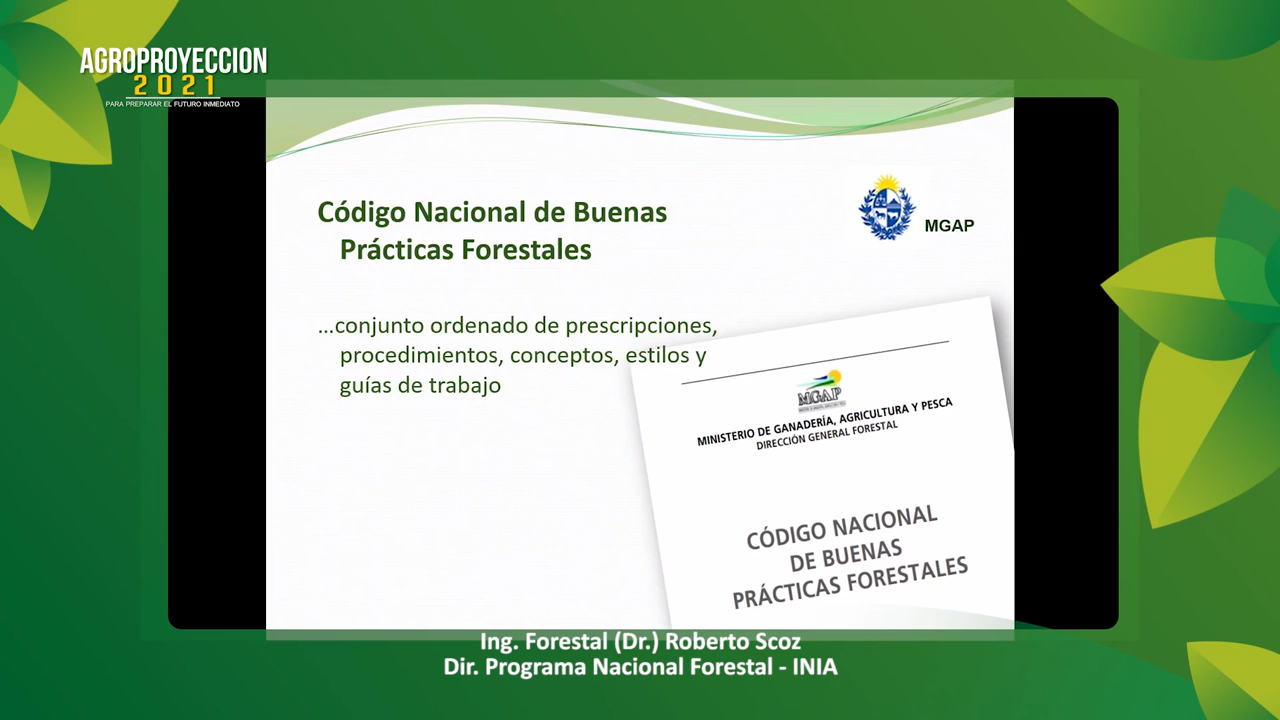 AGROPROYECCION
2021
PARA PREPARAR EL FUTURO INMEDIATO
Código Nacional de Buenas
Prácticas Forestales
MGAP
...conjunto ordenado de prescripciones,
procedimientos, conceptos, estilos y
guías de trabajo
MGAP
MINISTERIO DE GANADERÍA, AGRICULTURA Y PESCA
DIRECCIÓN GENERAL FORESTAL
CÓDIGO NACIONAL
DE BUENAS
PRÁCTICAS FORESTALES
Ing. Forestal (Dr.) Roberto Scoz
Dir. Programa Nacional Forestal - INIA